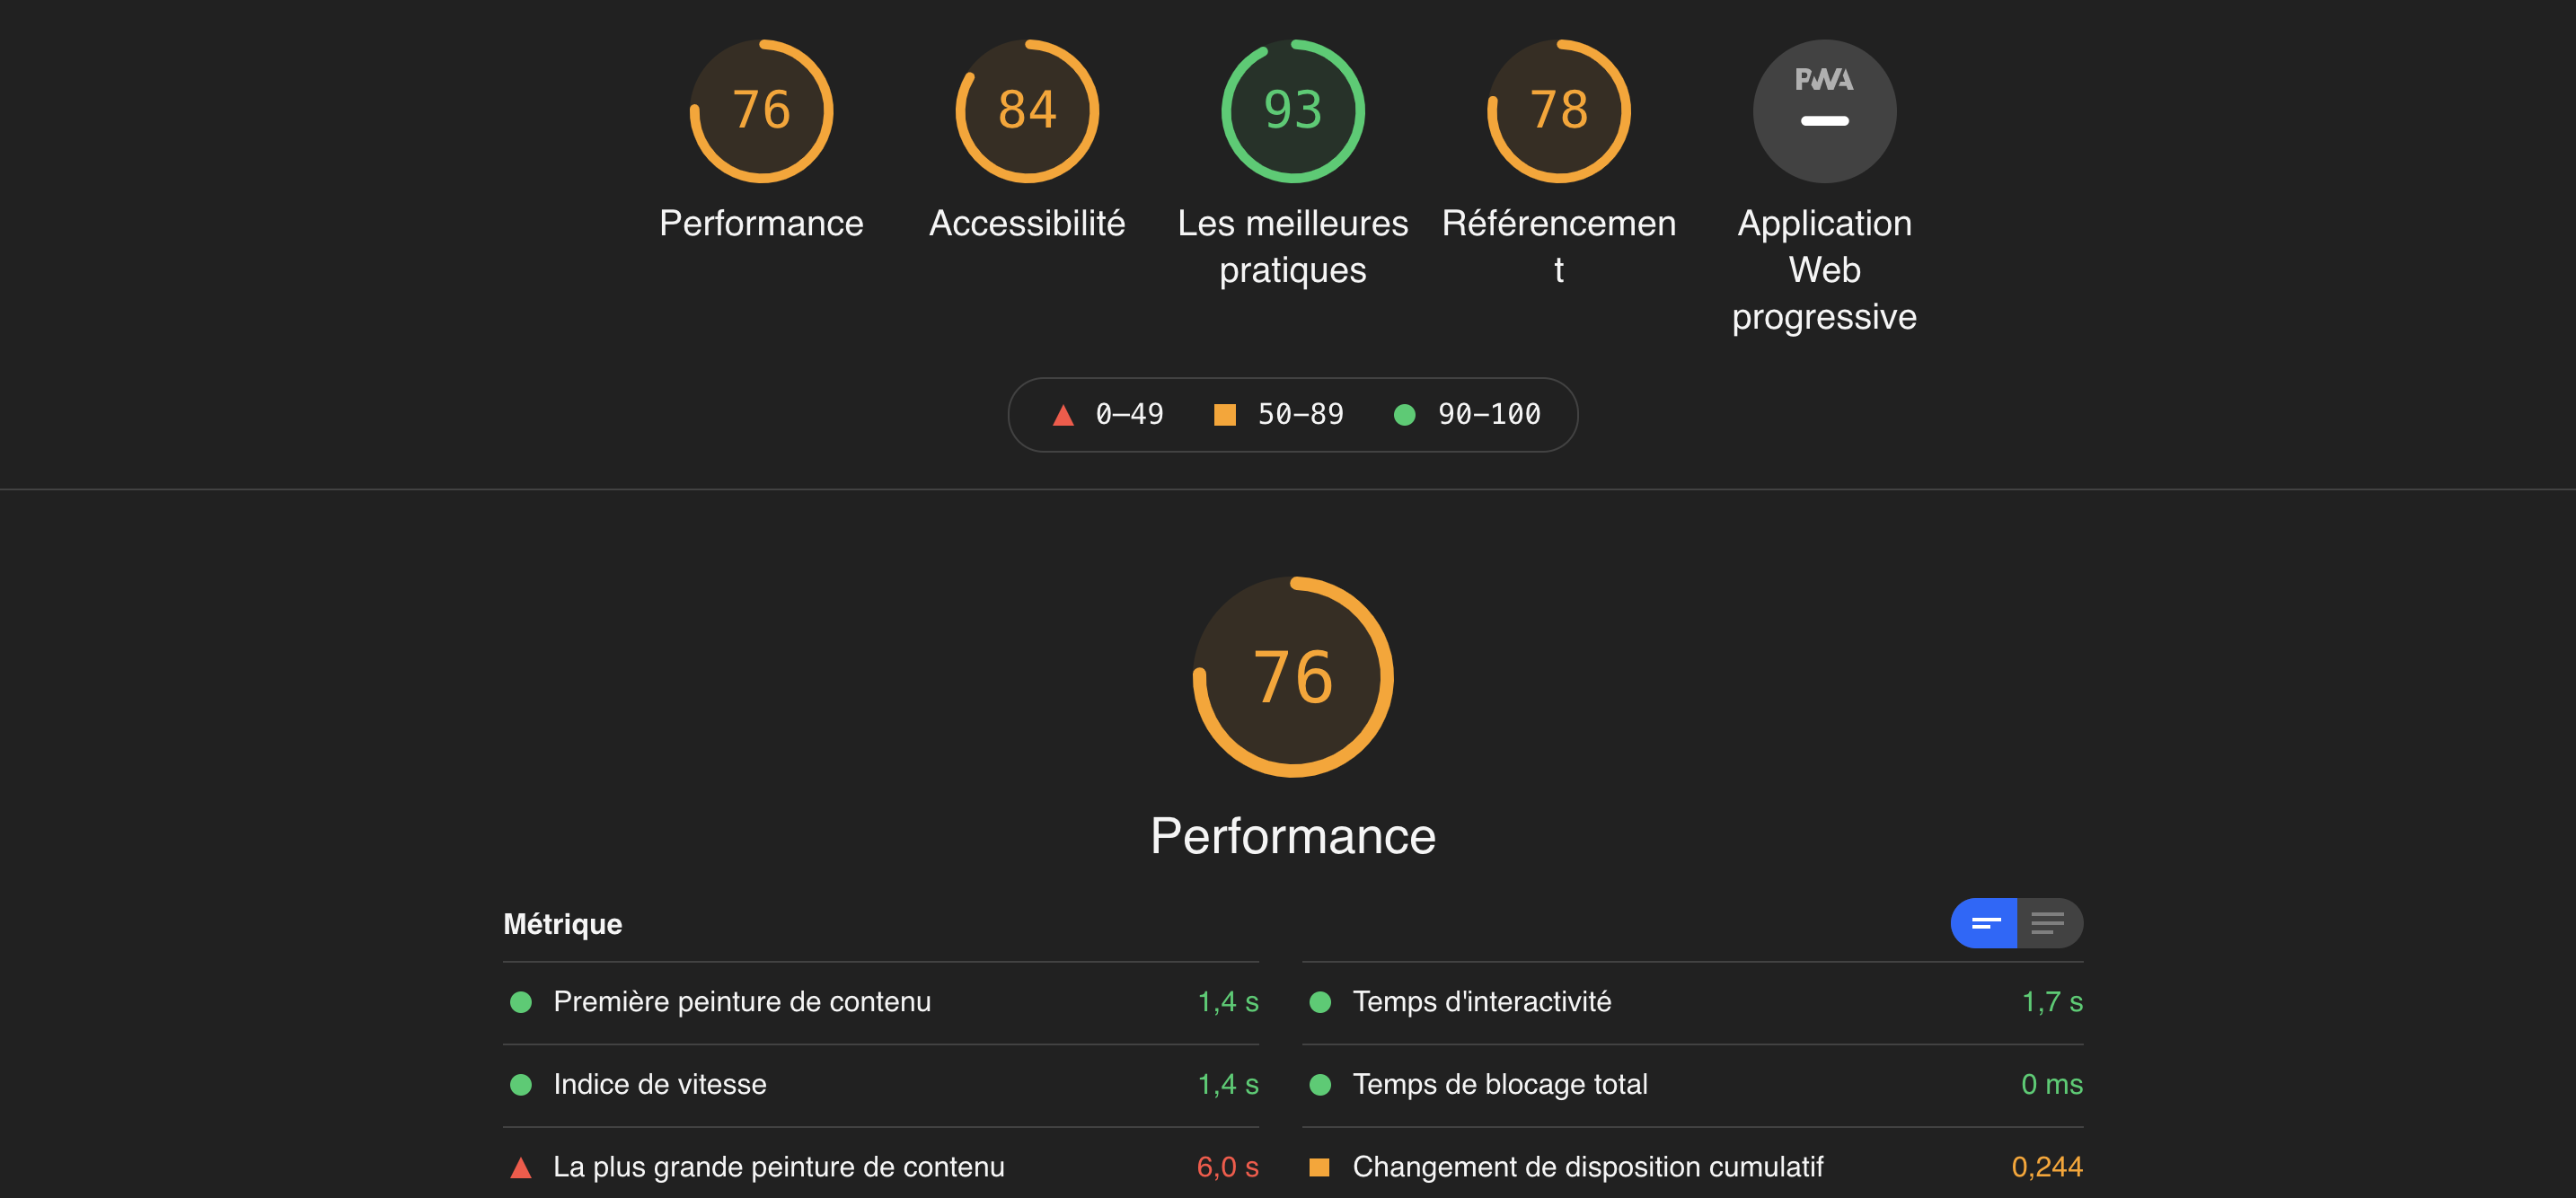 76
84
93
78
PWA
Performance
Accessibilité
Les meilleures
pratiques
Référencemen
t
Application
Web
progressive
0–49
50–89
90–100
76
Performance
Métrique
Première peinture de contenu 1,4 s
Temps d'interactivité 1,7 s
Indice de vitesse 1,4 s
Temps de blocage total 0 ms
La plus grande peinture de contenu 6,0 s
Changement de disposition cumulatif 0,244